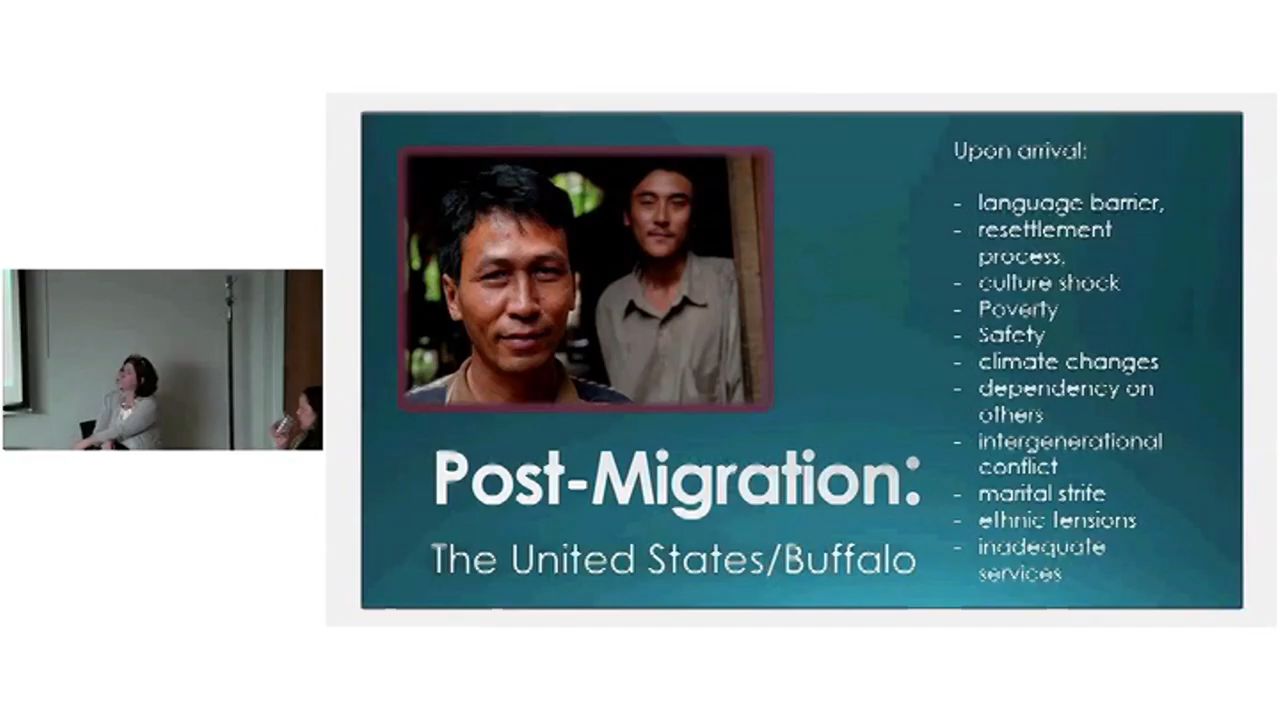 Upon arrival:
- language barrier,
- resettlement
process,
- culture shock
- Poverty
- Safety
- climate changes
- dependency on
others
- intergenerational
conflict
- marital strife
- ethnic tensions
- inadequate
services
Post-Migration:
The United States/Buffalo